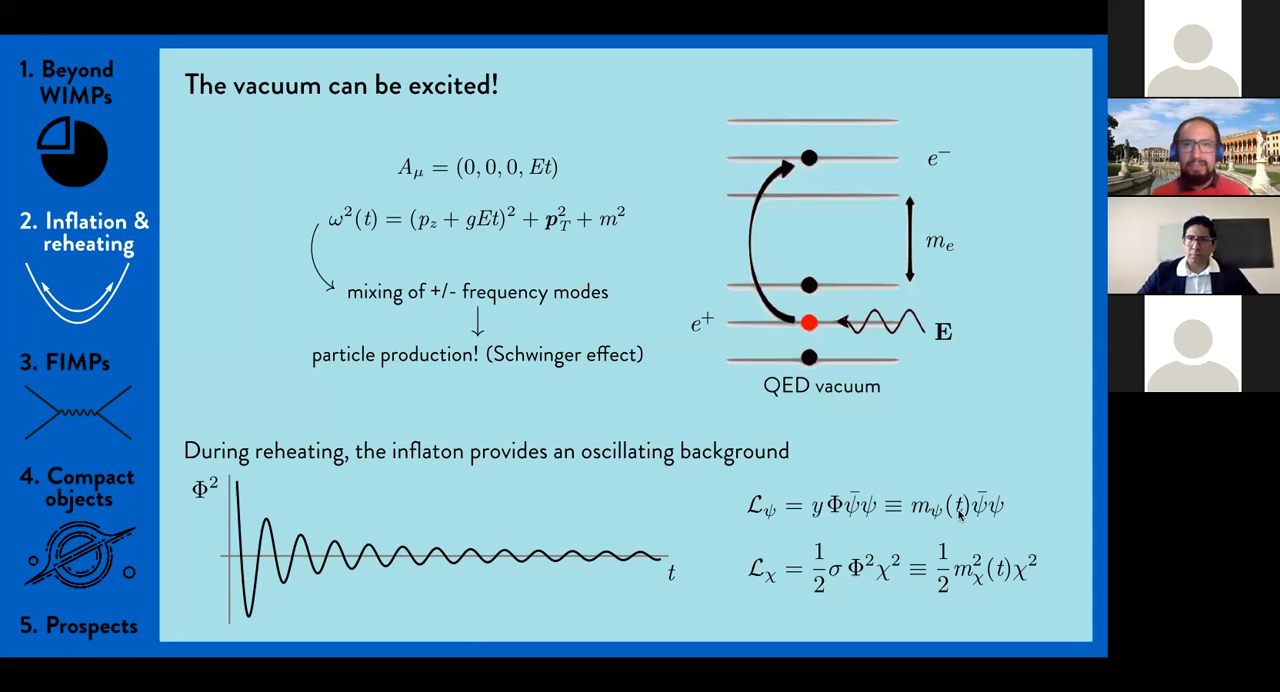 1. Beyond
WIMPs
2. Inflation &
reheating
3. FIMPs
4. Compact
objects
5. Prospects
The vacuum can be excited!
A_μ = (0, 0, 0, Et)
ω²(t) = (p_z + gEt)² + 𝒑_T² + m²
mixing of +/- frequency modes
particle production! (Schwinger effect)
e⁻
m_e
e⁺
E
QED vacuum
During reheating, the inflaton provides an oscillating background
Φ²
t
ℒ_ψ = y Φψ̄ψ ≡ m_ψ(t)ψ̄ψ
ℒ_χ = 1/2 σ Φ²χ² ≡ 1/2 m_χ²(t)χ²